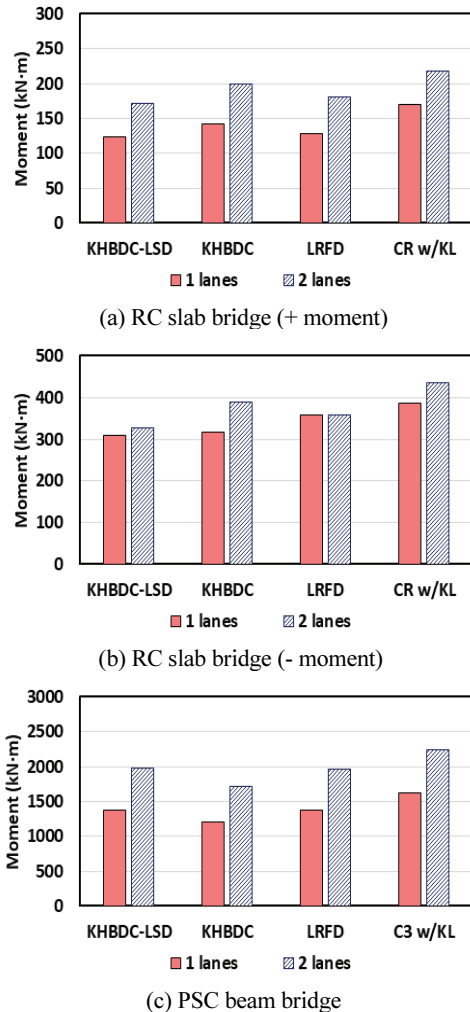 300
250
200
150
100
50
0
Moment (kN·m)
KHBDC-LSD KHBDC LRFD CR w/KL
1 lanes 2 lanes
(a) RC slab bridge (+ moment)
500
400
300
200
100
0
Moment (kN·m)
KHBDC-LSD KHBDC LRFD CR w/KL
1 lanes 2 lanes
(b) RC slab bridge (- moment)
3000
2500
2000
1500
1000
500
0
Moment (kN·m)
KHBDC-LSD KHBDC LRFD C3 w/KL
1 lanes 2 lanes
(c) PSC beam bridge